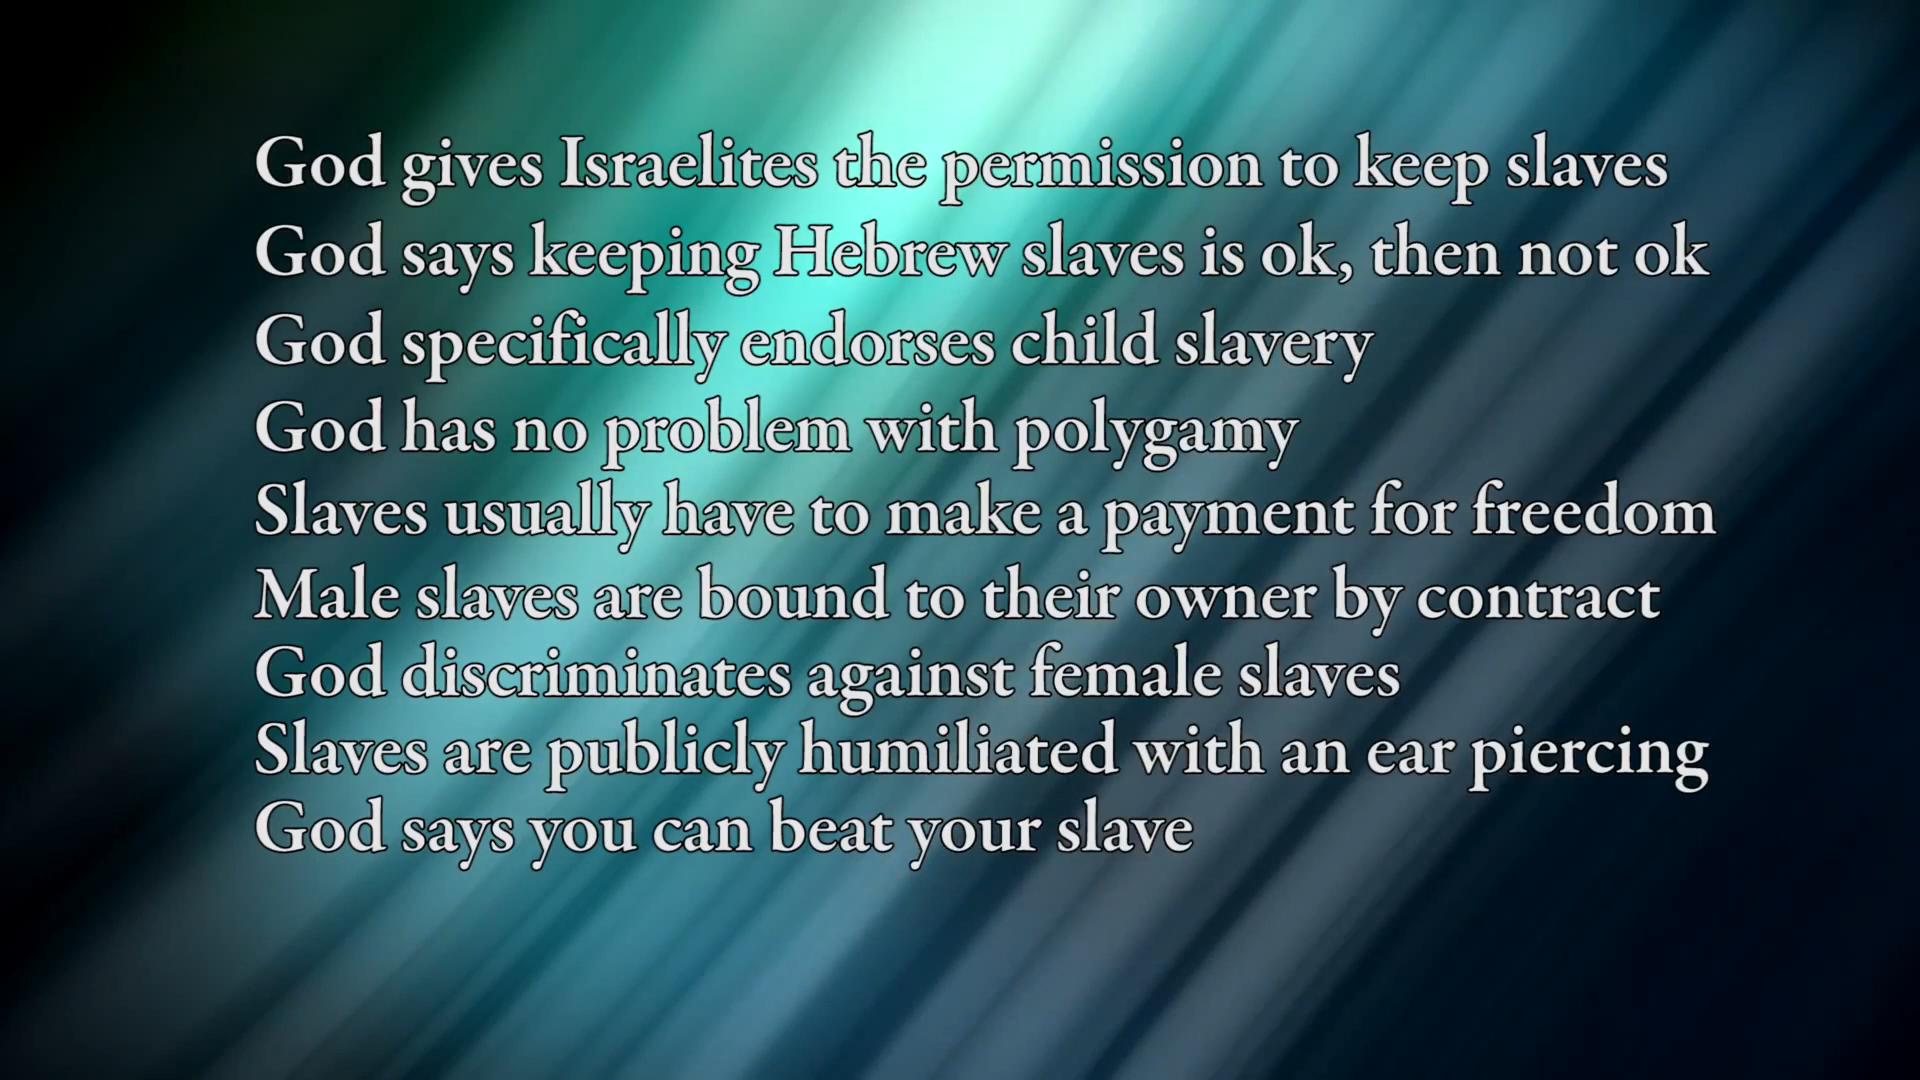 God gives Israelites the permission to keep slaves
God says keeping Hebrew slaves is ok, then not ok
God specifically endorses child slavery
God has no problem with polygamy
Slaves usually have to make a payment for freedom
Male slaves are bound to their owner by contract
God discriminates against female slaves
Slaves are publicly humiliated with an ear piercing
God says you can beat your slave